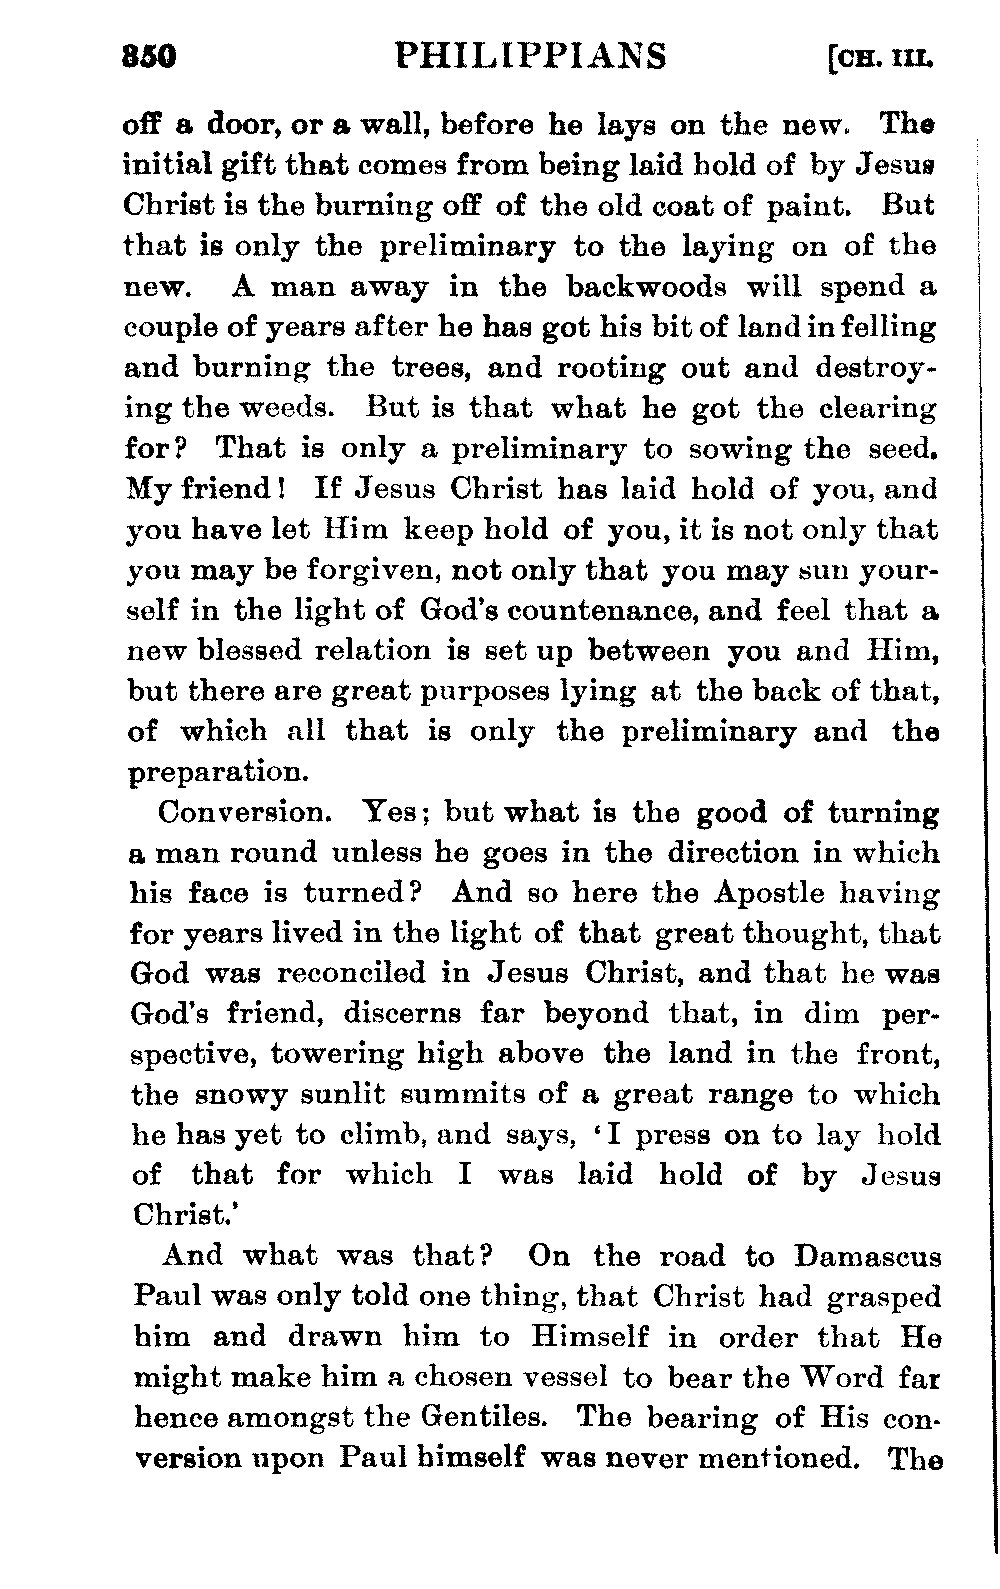 850 PHILIPPIANS [CH. III.
off a door, or a wall, before he lays on the new. The
initial gift that comes from being laid hold of by Jesus
Christ is the burning off of the old coat of paint. But
that is only the preliminary to the laying on of the
new. A man away in the backwoods will spend a
couple of years after he has got his bit of land in felling
and burning the trees, and rooting out and destroy-
ing the weeds. But is that what he got the clearing
for? That is only a preliminary to sowing the seed.
My friend! If Jesus Christ has laid hold of you, and
you have let Him keep hold of you, it is not only that
you may be forgiven, not only that you may sun your-
self in the light of God's countenance, and feel that a
new blessed relation is set up between you and Him,
but there are great purposes lying at the back of that,
of which all that is only the preliminary and the
preparation.
Conversion. Yes; but what is the good of turning
a man round unless he goes in the direction in which
his face is turned? And so here the Apostle having
for years lived in the light of that great thought, that
God was reconciled in Jesus Christ, and that he was
God's friend, discerns far beyond that, in dim per-
spective, towering high above the land in the front,
the snowy sunlit summits of a great range to which
he has yet to climb, and says, 'I press on to lay hold
of that for which I was laid hold of by Jesus
Christ.'
And what was that? On the road to Damascus
Paul was only told one thing, that Christ had grasped
him and drawn him to Himself in order that He
might make him a chosen vessel to bear the Word far
hence amongst the Gentiles. The bearing of His con-
version upon Paul himself was never mentioned. The